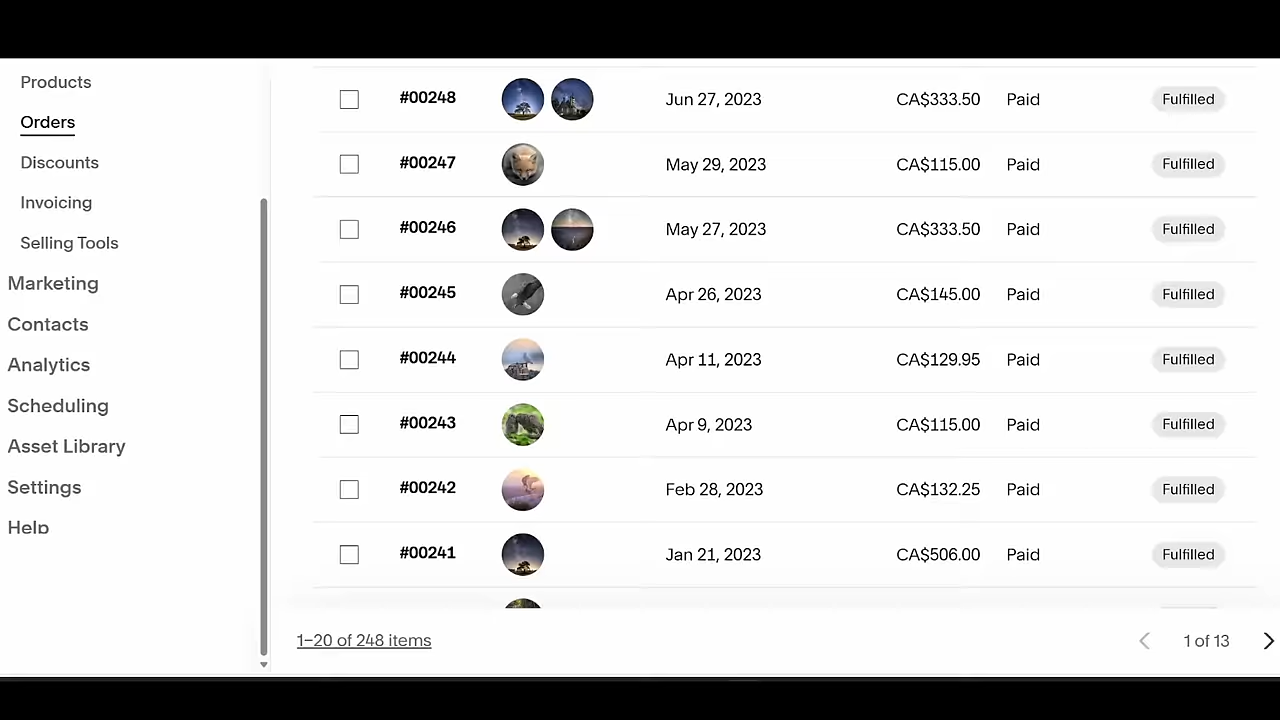 Products
Orders
Discounts
Invoicing
Selling Tools
Marketing
Contacts
Analytics
Scheduling
Asset Library
Settings
Help
#00248 Jun 27, 2023 CA$333.50 Paid Fulfilled
#00247 May 29, 2023 CA$115.00 Paid Fulfilled
#00246 May 27, 2023 CA$333.50 Paid Fulfilled
#00245 Apr 26, 2023 CA$145.00 Paid Fulfilled
#00244 Apr 11, 2023 CA$129.95 Paid Fulfilled
#00243 Apr 9, 2023 CA$115.00 Paid Fulfilled
#00242 Feb 28, 2023 CA$132.25 Paid Fulfilled
#00241 Jan 21, 2023 CA$506.00 Paid Fulfilled
1–20 of 248 items 1 of 13